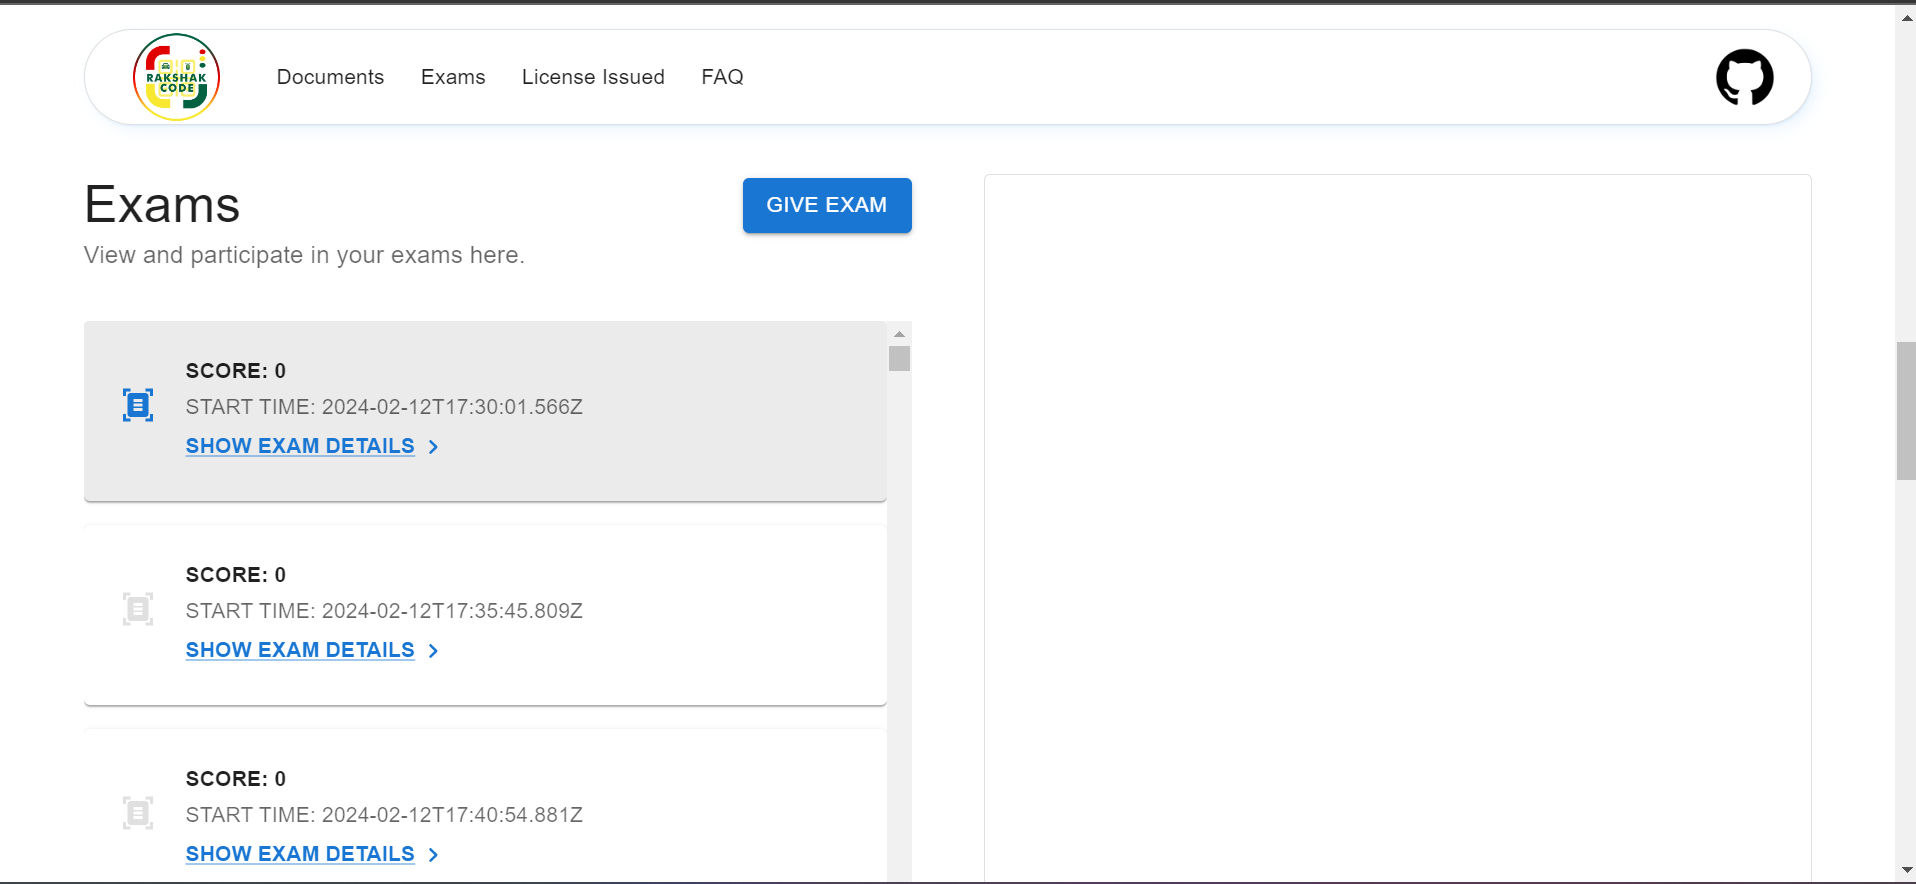 RAKSHAK
CODE
Documents
Exams
License Issued
FAQ
Exams
GIVE EXAM
View and participate in your exams here.
SCORE: 0
START TIME: 2024-02-12T17:30:01.566Z
SHOW EXAM DETAILS
SCORE: 0
START TIME: 2024-02-12T17:35:45.809Z
SHOW EXAM DETAILS
SCORE: 0
START TIME: 2024-02-12T17:40:54.881Z
SHOW EXAM DETAILS